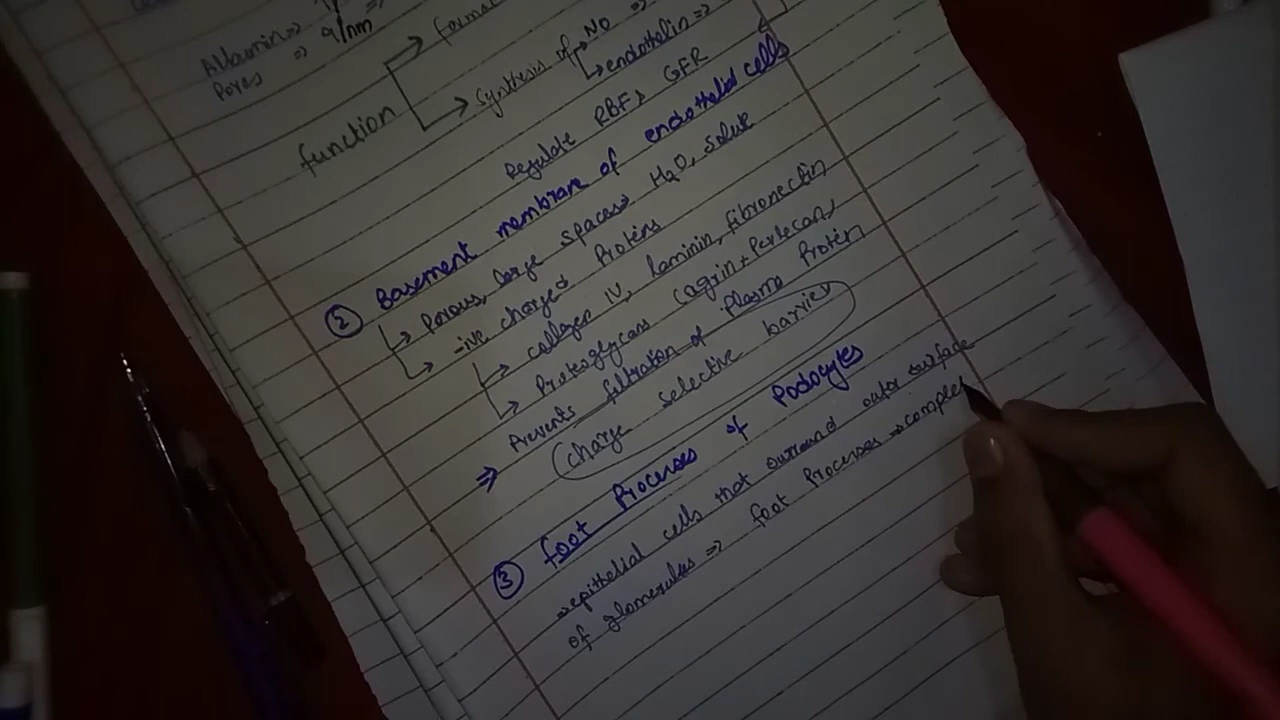 Albumin ⇒
Pores ⇒ 9/nm
function → format
→ synthesis of → NO ⇒
↳ endothelin ⇒
Regulate RBF & GFR
② Basement membrane of endothelial cells
↳ Porous, large spaces → H₂O, solute
↳ -ive charged Proteins
↳ collagen IV, laminin, fibronectin
↳ Proteoglycans (agrin + Perlecan)
⇒ Prevents filtration of plasma Protein
(charge selective barrier)
③ foot Processes of Podocytes
→ epithelial cells that surround outer surface
of glomerulus ⇒ foot Processes → complet